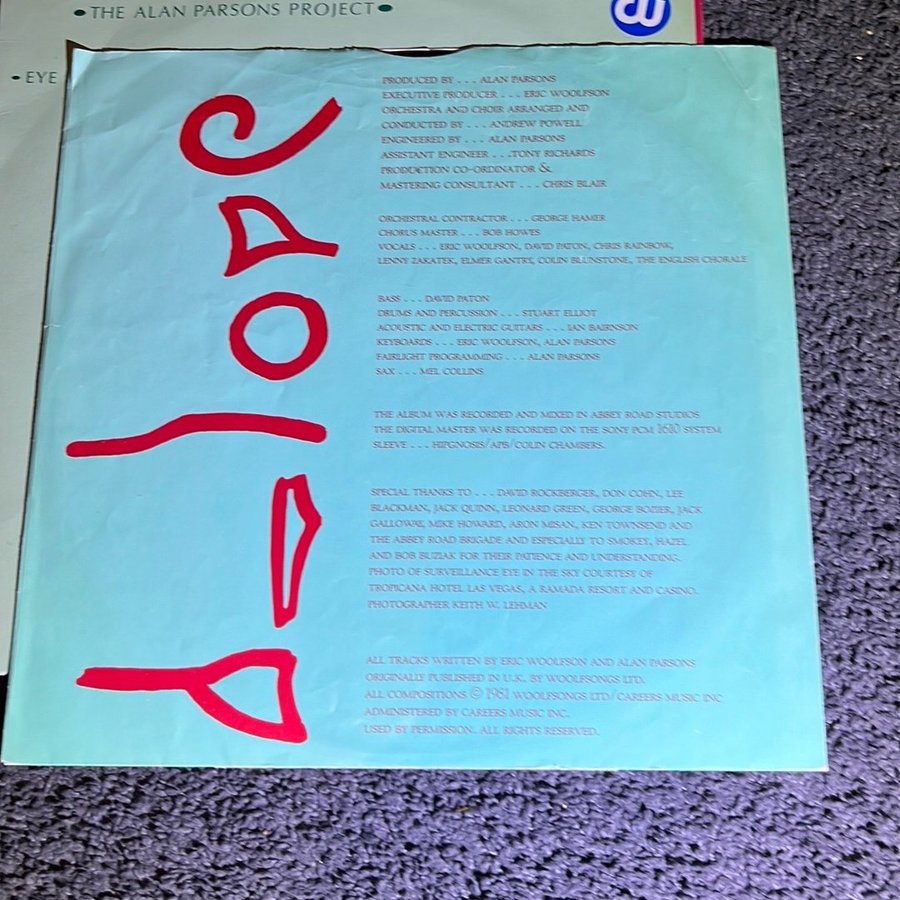 •THE ALAN PARSONS PROJECT•
•EYE
PRODUCED BY . . . ALAN PARSONS
EXECUTIVE PRODUCER . . . ERIC WOOLFSON
ORCHESTRA AND CHOIR ARRANGED AND
CONDUCTED BY . . . ANDREW POWELL
ENGINEERED BY . . . ALAN PARSONS
ASSISTANT ENGINEER . . .TONY RICHARDS
PRODUCTION CO-ORDINATOR &
MASTERING CONSULTANT . . . CHRIS BLAIR
ORCHESTRAL CONTRACTOR . . . GEORGE HAMER
CHORUS MASTER . . . BOB HOWES
VOCALS . . . ERIC WOOLFSON, DAVID PATON, CHRIS RAINBOW,
LENNY ZAKATEK, ELMER GANTRY, COLIN BLUNSTONE, THE ENGLISH CHORALE
BASS . . . DAVID PATON
DRUMS AND PERCUSSION . . . STUART ELLIOT
ACOUSTIC AND ELECTRIC GUITARS . . . IAN BAIRNSON
KEYBOARDS . . . ERIC WOOLFSON, ALAN PARSONS
FAIRLIGHT PROGRAMMING . . . ALAN PARSONS
SAX . . . MEL COLLINS
THE ALBUM WAS RECORDED AND MIXED IN ABBEY ROAD STUDIOS
THE DIGITAL MASTER WAS RECORDED ON THE SONY PCM 1610 SYSTEM
SLEEVE . . . HIPGNOSIS/APB/COLIN CHAMBERS.
SPECIAL THANKS TO . . . DAVID ROCKBERGER, DON COHN, LEE
BLACKMAN, JACK QUINN, LEONARD GREEN, GEORGE BOZIER, JACK
GALLOWAY, MIKE HOWARD, ARON MISAN, KEN TOWNSEND AND
THE ABBEY ROAD BRIGADE AND ESPECIALLY TO SMOKEY, HAZEL
AND BOB BUZIAK FOR THEIR PATIENCE AND UNDERSTANDING.
PHOTO OF SURVEILLANCE EYE IN THE SKY COURTESY OF
TROPICANA HOTEL LAS VEGAS, A RAMADA RESORT AND CASINO.
PHOTOGRAPHER KEITH W. LEHMAN
ALL TRACKS WRITTEN BY ERIC WOOLFSON AND ALAN PARSONS
ORIGINALLY PUBLISHED IN U.K. BY WOOLFSONGS LTD.
ALL COMPOSITIONS © 1981 WOOLFSONGS LTD/CAREERS MUSIC INC
ADMINISTERED BY CAREERS MUSIC INC.
USED BY PERMISSION. ALL RIGHTS RESERVED.